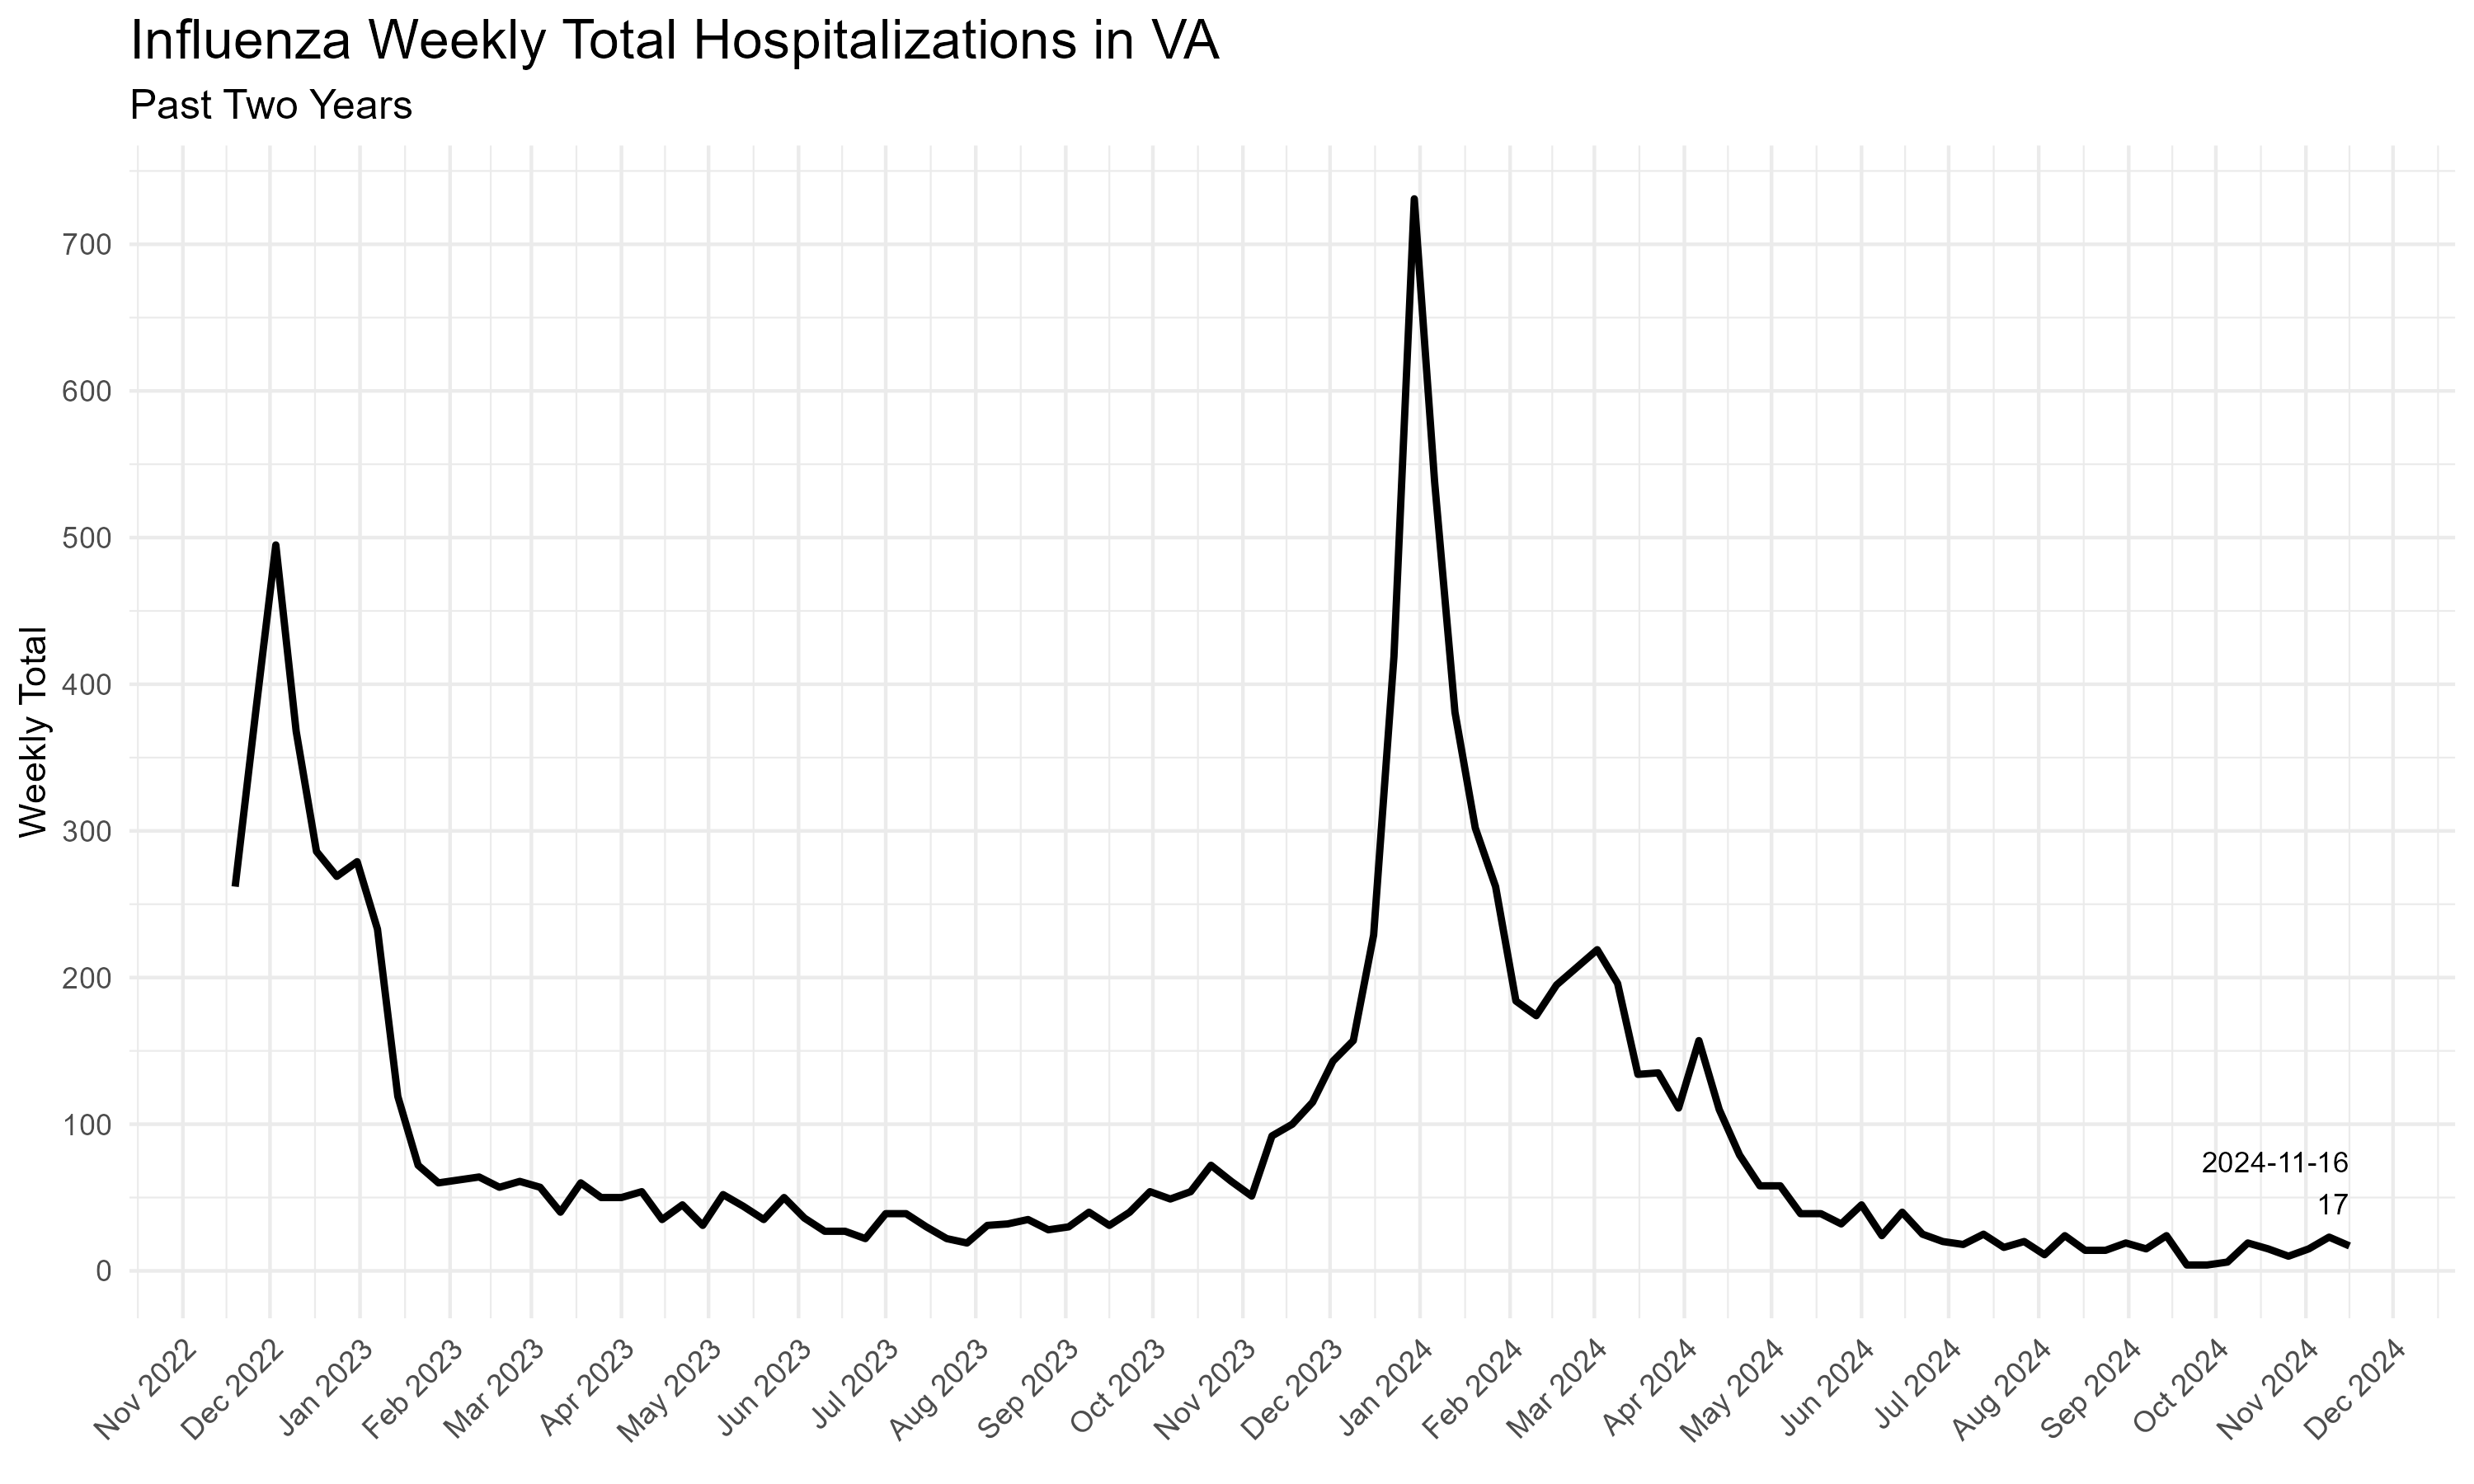 Influenza Weekly Total Hospitalizations in VA
Past Two Years
Weekly Total
700
600
500
400
300
200
100
0
2024-11-16
17
Nov 2022
Dec 2022
Jan 2023
Feb 2023
Mar 2023
Apr 2023
May 2023
Jun 2023
Jul 2023
Aug 2023
Sep 2023
Oct 2023
Nov 2023
Dec 2023
Jan 2024
Feb 2024
Mar 2024
Apr 2024
May 2024
Jun 2024
Jul 2024
Aug 2024
Sep 2024
Oct 2024
Nov 2024
Dec 2024